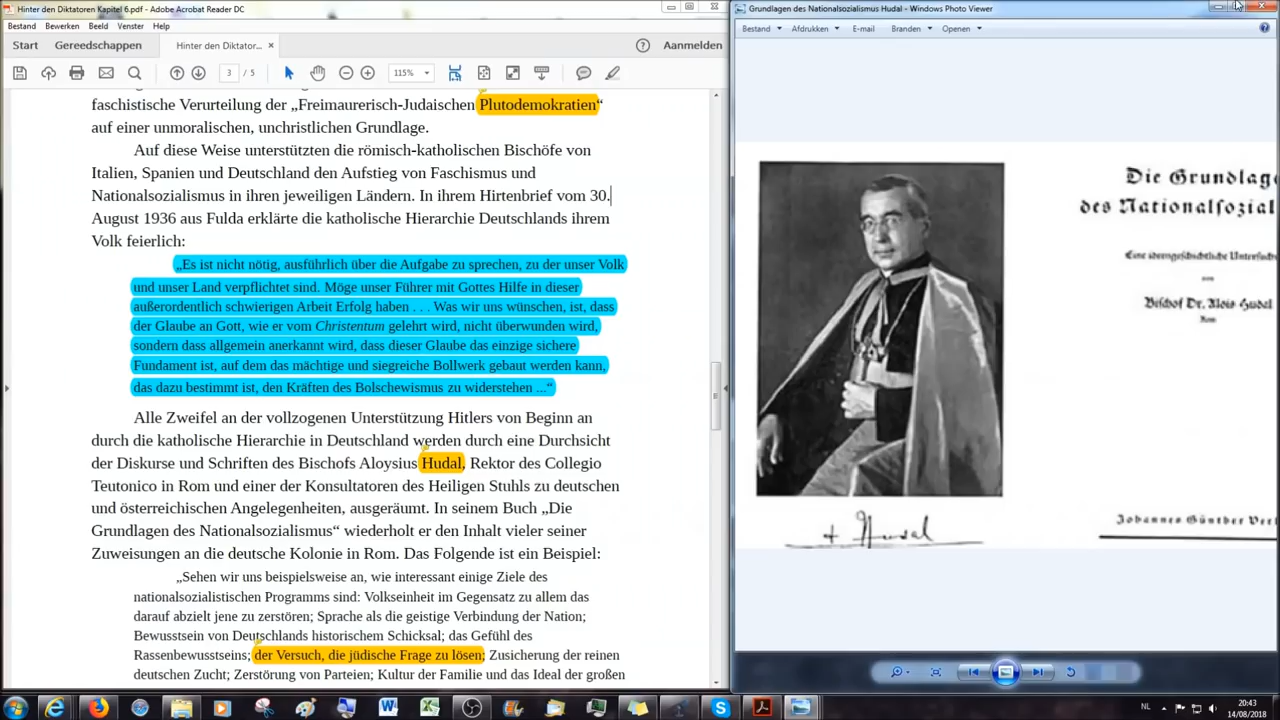 Hinter den Diktatoren Kapitel 6.pdf - Adobe Acrobat Reader DC
Bestand Bewerken Beeld Venster Help
Start Gereedschappen Hinter den Diktator... × Aanmelden
3 / 5 115%
faschistische Verurteilung der „Freimaurerisch-Judaischen Plutodemokratien“
auf einer unmoralischen, unchristlichen Grundlage.
Auf diese Weise unterstützten die römisch-katholischen Bischöfe von
Italien, Spanien und Deutschland den Aufstieg von Faschismus und
Nationalsozialismus in ihren jeweiligen Ländern. In ihrem Hirtenbrief vom 30.
August 1936 aus Fulda erklärte die katholische Hierarchie Deutschlands ihrem
Volk feierlich:
„Es ist nicht nötig, ausführlich über die Aufgabe zu sprechen, zu der unser Volk
und unser Land verpflichtet sind. Möge unser Führer mit Gottes Hilfe in dieser
außerordentlich schwierigen Arbeit Erfolg haben . . . Was wir uns wünschen, ist, dass
der Glaube an Gott, wie er vom Christentum gelehrt wird, nicht überwunden wird,
sondern dass allgemein anerkannt wird, dass dieser Glaube das einzige sichere
Fundament ist, auf dem das mächtige und siegreiche Bollwerk gebaut werden kann,
das dazu bestimmt ist, den Kräften des Bolschewismus zu widerstehen ...“
Alle Zweifel an der vollzogenen Unterstützung Hitlers von Beginn an
durch die katholische Hierarchie in Deutschland werden durch eine Durchsicht
der Diskurse und Schriften des Bischofs Aloysius Hudal, Rektor des Collegio
Teutonico in Rom und einer der Konsultatoren des Heiligen Stuhls zu deutschen
und österreichischen Angelegenheiten, ausgeräumt. In seinem Buch „Die
Grundlagen des Nationalsozialismus“ wiederholt er den Inhalt vieler seiner
Zuweisungen an die deutsche Kolonie in Rom. Das Folgende ist ein Beispiel:
„Sehen wir uns beispielsweise an, wie interessant einige Ziele des
nationalsozialistischen Programms sind: Volkseinheit im Gegensatz zu allem das
darauf abzielt jene zu zerstören; Sprache als die geistige Verbindung der Nation;
Bewusstsein von Deutschlands historischem Schicksal; das Gefühl des
Rassenbewusstseins; der Versuch, die jüdische Frage zu lösen; Zusicherung der reinen
deutschen Zucht; Zerstörung von Parteien; Kultur der Familie und das Ideal der großen
Grundlagen des Nationalsozialismus Hudal - Windows Photo Viewer
Bestand Afdrukken E-mail Branden Openen
Die Grundlag
des Nationalsozial
Eine ideengeschichtliche Untersuch
von
Bischof Dr. Alois Hudal
Rom
Johannes Günther Verl
+ Hudal
NL 20:43
14/08/2018